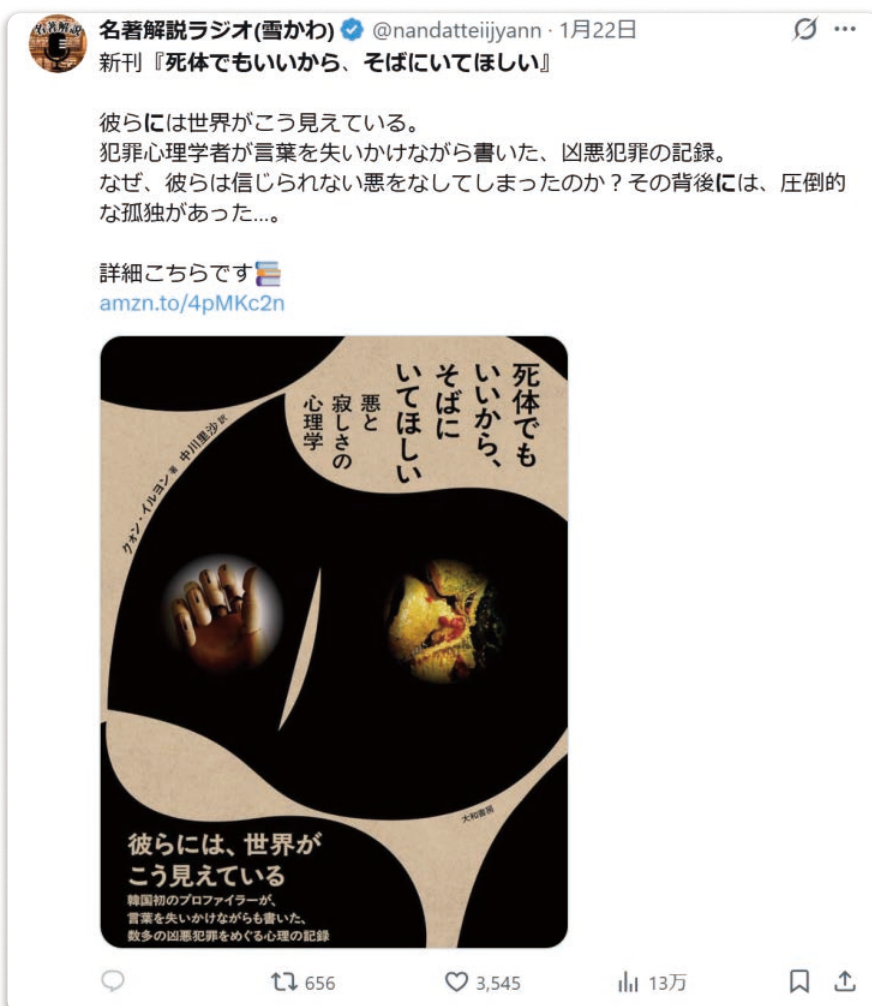 名著解説
名著解説ラジオ(雪かわ) @nandatteiijyann · 1月22日
新刊『死体でもいいから、そばにいてほしい』
彼らには世界がこう見えている。
犯罪心理学者が言葉を失いかけながら書いた、凶悪犯罪の記録。
なぜ、彼らは信じられない悪をなしてしまったのか？その背後には、圧倒的
な孤独があった...。
詳細こちらです📚
amzn.to/4pMKc2n
死体でも
いいから、
そばに
いてほしい
悪と
寂しさの
心理学
クォン・イルヨン 著 中川里沙 訳
大和書房
彼らには、世界が
こう見えている
韓国初のプロファイラーが、
言葉を失いかけながらも書いた、
数多の凶悪犯罪をめぐる心理の記録
656 3,545 13万